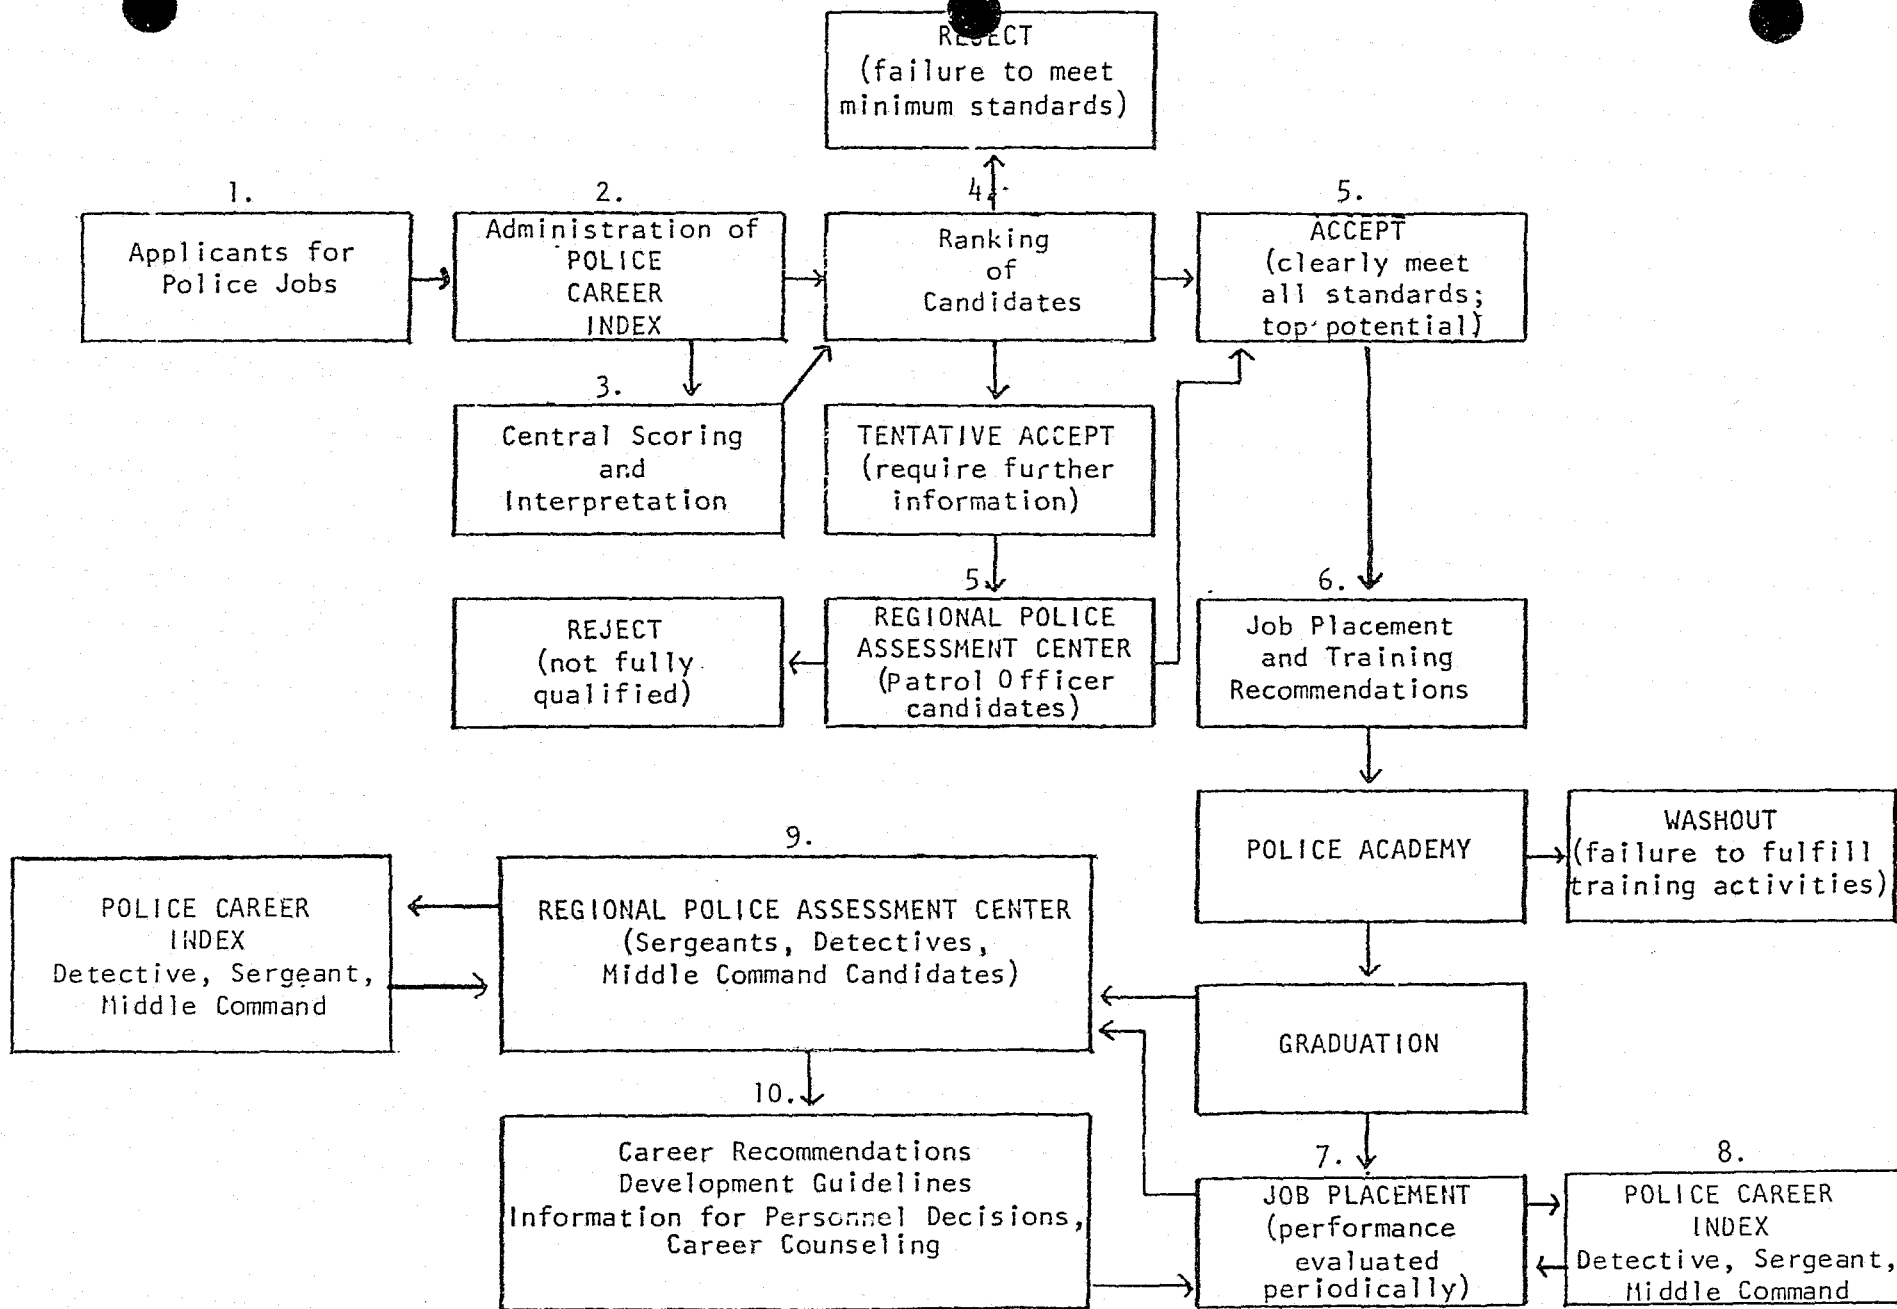 REJECT
(failure to meet
minimum standards)
1.
Applicants for
Police Jobs
2.
Administration of
POLICE
CAREER
INDEX
3.
Central Scoring
and
Interpretation
4.
Ranking
of
Candidates
5.
ACCEPT
(clearly meet
all standards;
top potential)
TENTATIVE ACCEPT
(require further
information)
5.
REGIONAL POLICE
ASSESSMENT CENTER
(Patrol Officer
candidates)
REJECT
(not fully
qualified)
6.
Job Placement
and Training
Recommendations
POLICE ACADEMY
WASHOUT
(failure to fulfill
training activities)
GRADUATION
9.
REGIONAL POLICE ASSESSMENT CENTER
(Sergeants, Detectives,
Middle Command Candidates)
POLICE CAREER
INDEX
Detective, Sergeant,
Middle Command
10.
Career Recommendations
Development Guidelines
Information for Personnel Decisions,
Career Counseling
7.
JOB PLACEMENT
(performance
evaluated
periodically)
8.
POLICE CAREER
INDEX
Detective, Sergeant,
Middle Command